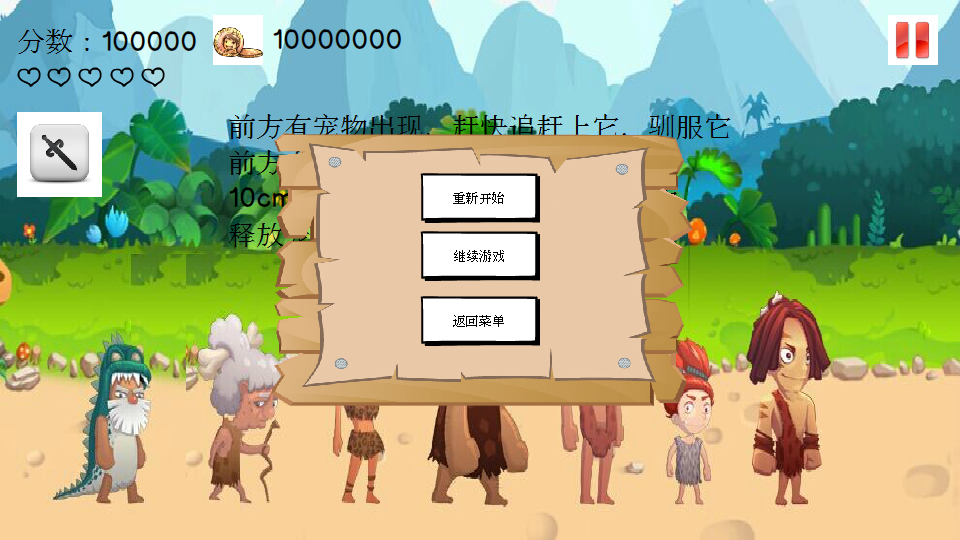 分数：100000 10000000
前方有宠物出现，赶快追赶上它，驯服它
前方
10cm
释放
重新开始
继续游戏
返回菜单